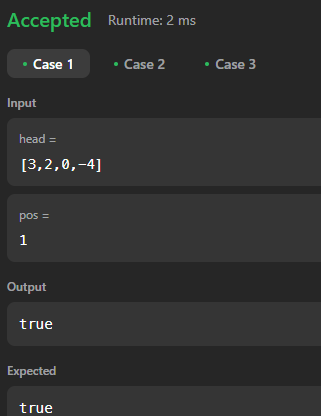 Accepted Runtime: 2 ms
• Case 1 • Case 2 • Case 3
Input
head =
[3,2,0,-4]
pos =
1
Output
true
Expected
true